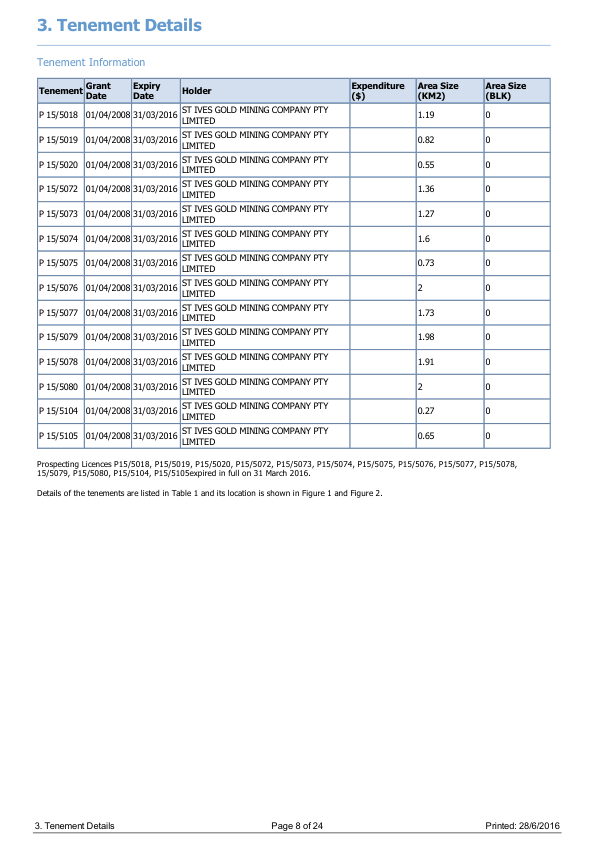 3. Tenement Details
Tenement Information
Tenement Grant Date Expiry Date Holder Expenditure ($) Area Size (KM2) Area Size (BLK)
P 15/5018 01/04/2008 31/03/2016 ST IVES GOLD MINING COMPANY PTY LIMITED 1.19 0
P 15/5019 01/04/2008 31/03/2016 ST IVES GOLD MINING COMPANY PTY LIMITED 0.82 0
P 15/5020 01/04/2008 31/03/2016 ST IVES GOLD MINING COMPANY PTY LIMITED 0.55 0
P 15/5072 01/04/2008 31/03/2016 ST IVES GOLD MINING COMPANY PTY LIMITED 1.36 0
P 15/5073 01/04/2008 31/03/2016 ST IVES GOLD MINING COMPANY PTY LIMITED 1.27 0
P 15/5074 01/04/2008 31/03/2016 ST IVES GOLD MINING COMPANY PTY LIMITED 1.6 0
P 15/5075 01/04/2008 31/03/2016 ST IVES GOLD MINING COMPANY PTY LIMITED 0.73 0
P 15/5076 01/04/2008 31/03/2016 ST IVES GOLD MINING COMPANY PTY LIMITED 2 0
P 15/5077 01/04/2008 31/03/2016 ST IVES GOLD MINING COMPANY PTY LIMITED 1.73 0
P 15/5079 01/04/2008 31/03/2016 ST IVES GOLD MINING COMPANY PTY LIMITED 1.98 0
P 15/5078 01/04/2008 31/03/2016 ST IVES GOLD MINING COMPANY PTY LIMITED 1.91 0
P 15/5080 01/04/2008 31/03/2016 ST IVES GOLD MINING COMPANY PTY LIMITED 2 0
P 15/5104 01/04/2008 31/03/2016 ST IVES GOLD MINING COMPANY PTY LIMITED 0.27 0
P 15/5105 01/04/2008 31/03/2016 ST IVES GOLD MINING COMPANY PTY LIMITED 0.65 0
Prospecting Licences P15/5018, P15/5019, P15/5020, P15/5072, P15/5073, P15/5074, P15/5075, P15/5076, P15/5077, P15/5078,
15/5079, P15/5080, P15/5104, P15/5105expired in full on 31 March 2016.
Details of the tenements are listed in Table 1 and its location is shown in Figure 1 and Figure 2.
3. Tenement Details Page 8 of 24 Printed: 28/6/2016